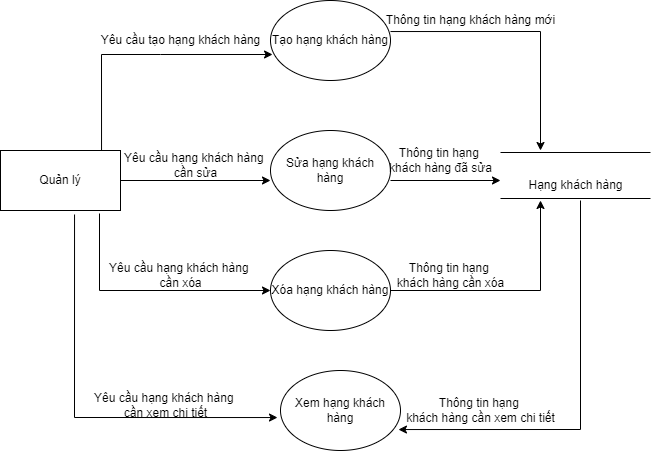 Yêu cầu tạo hạng khách hàng
Tạo hạng khách hàng
Thông tin hạng khách hàng mới
Quản lý
Yêu cầu hạng khách hàng
cần sửa
Sửa hạng khách
hàng
Thông tin hạng
khách hàng đã sửa
Hạng khách hàng
Yêu cầu hạng khách hàng
cần xóa
Xóa hạng khách hàng
Thông tin hạng
khách hàng cần xóa
Yêu cầu hạng khách hàng
cần xem chi tiết
Xem hạng khách
hàng
Thông tin hạng
khách hàng cần xem chi tiết